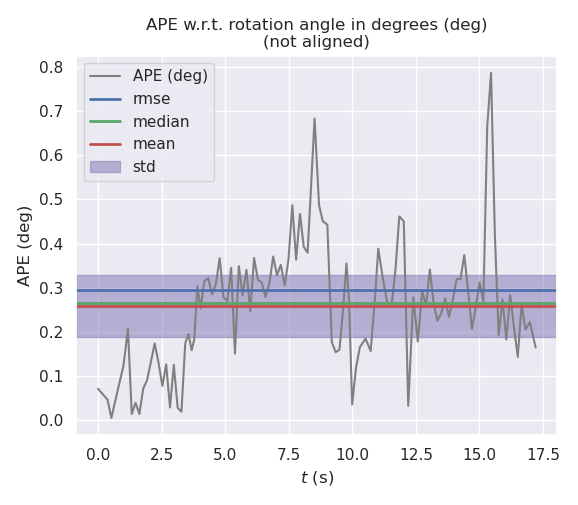 APE w.r.t. rotation angle in degrees (deg)
(not aligned)
APE (deg)
rmse
median
mean
std
0.8
0.7
0.6
0.5
0.4
0.3
0.2
0.1
0.0
APE (deg)
0.0 2.5 5.0 7.5 10.0 12.5 15.0 17.5
t (s)